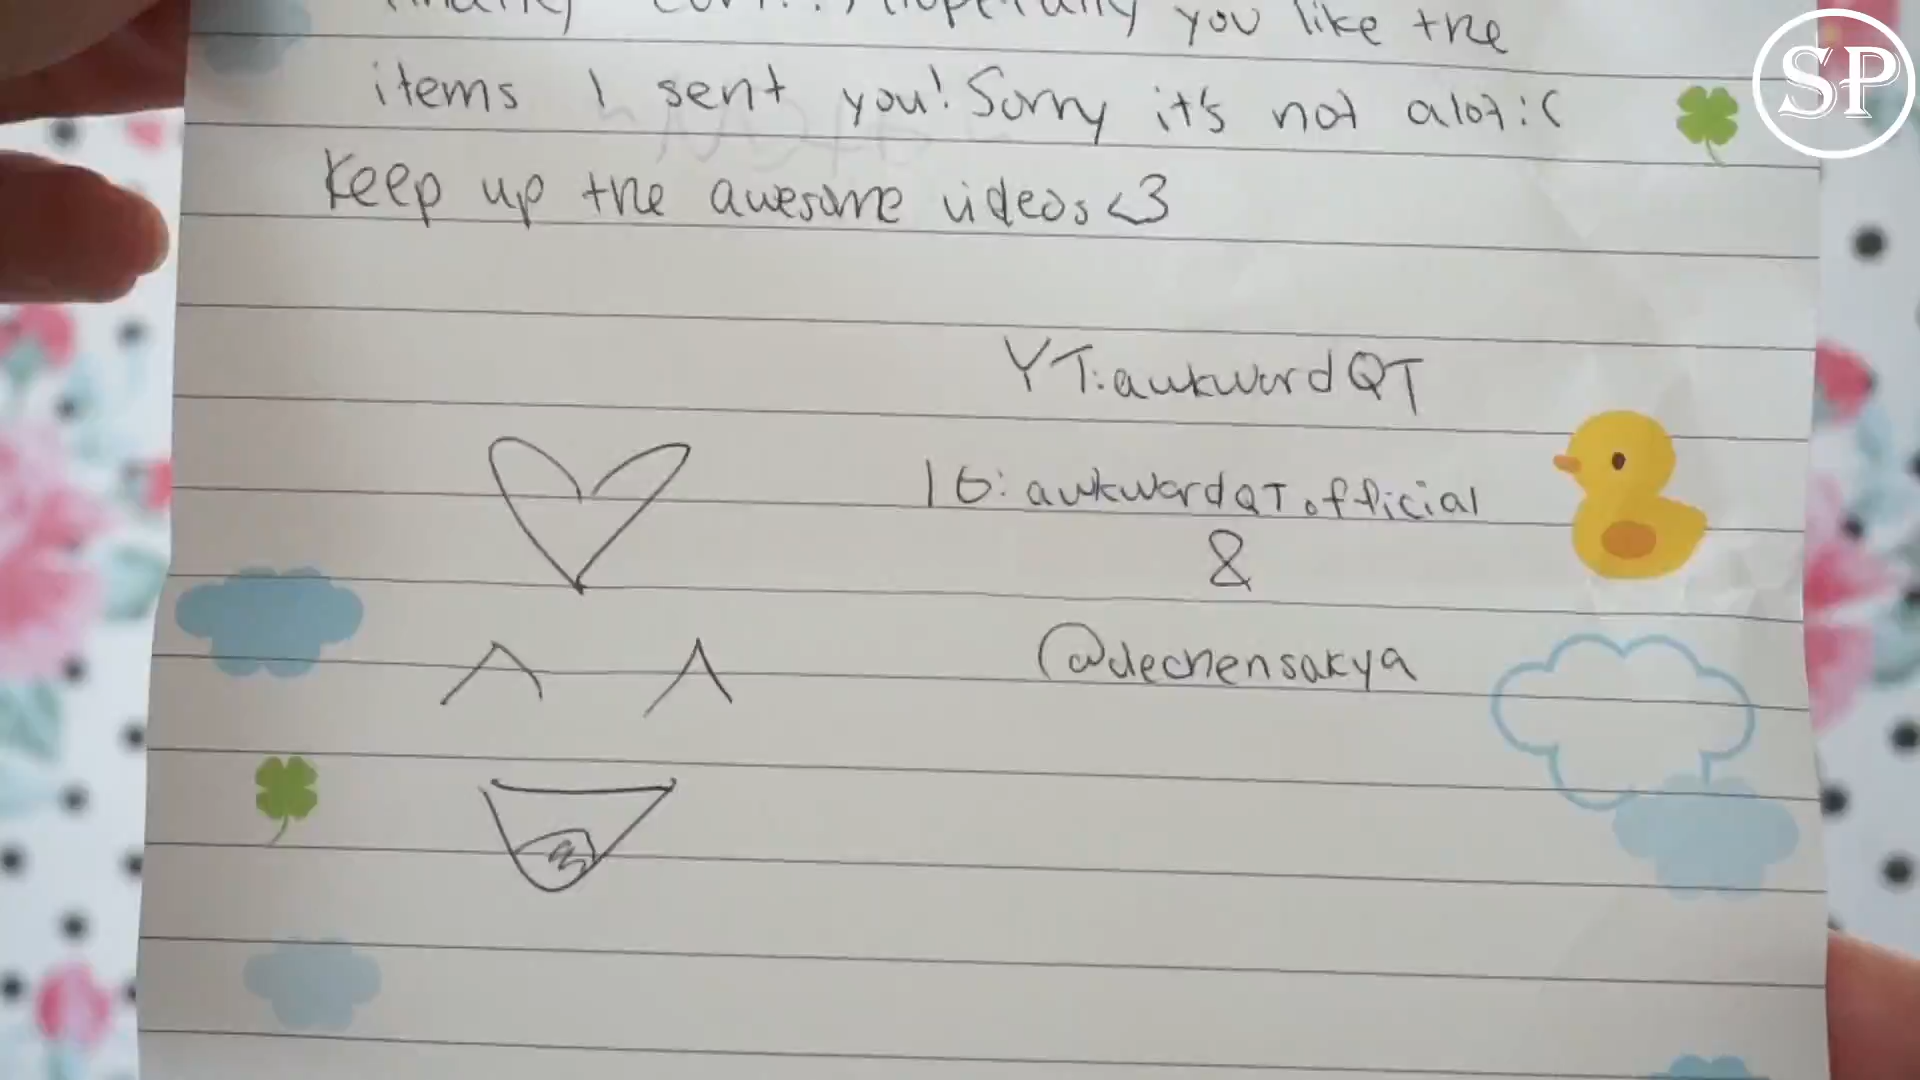 finally you like the
items I sent you! Sorry it's not alot :(
Keep up the awesome videos <3
YT: awkwardQT
IG: awkwardQT.official
&
@dechensakya
SP